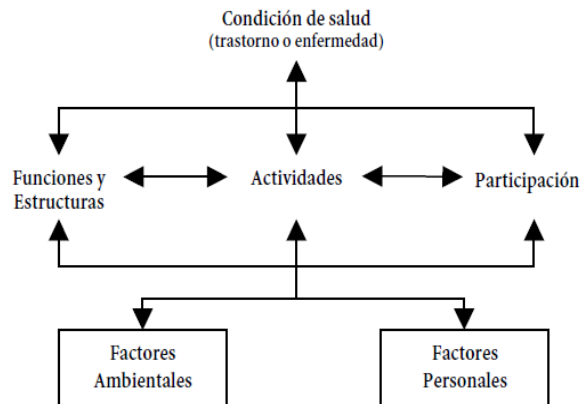 Condición de salud
(trastorno o enfermedad)
Funciones y
Estructuras
Actividades
Participación
Factores
Ambientales
Factores
Personales